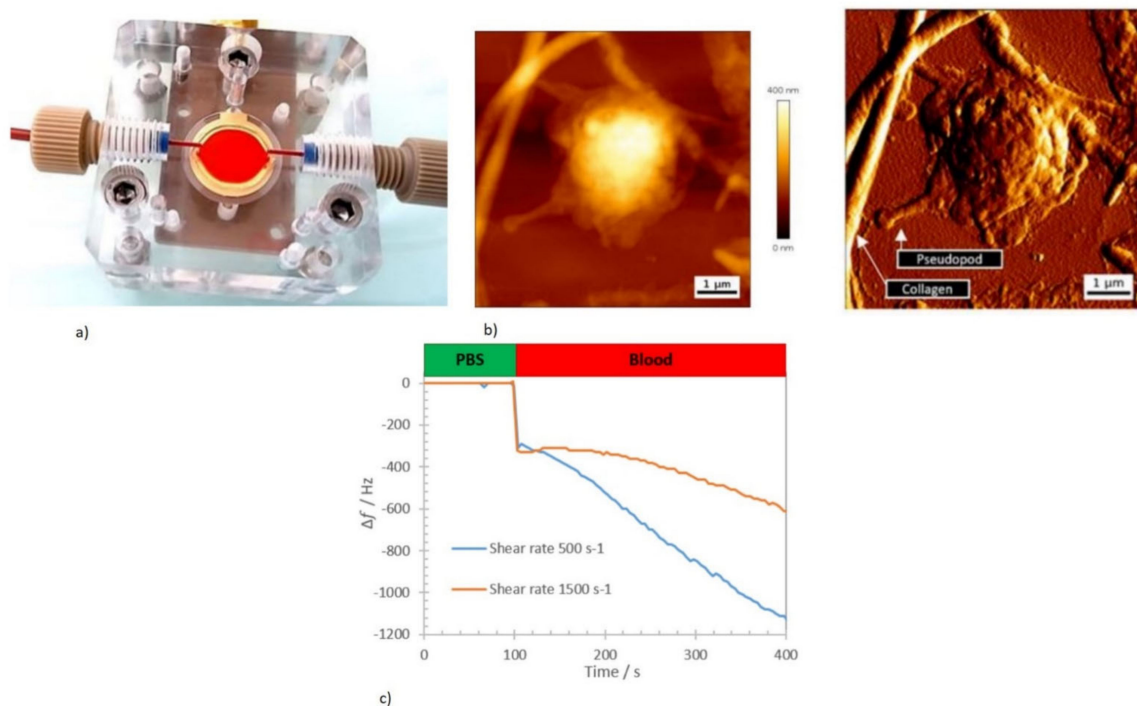 400 nm
0 nm
1 µm
Pseudopod
Collagen
1 µm
a)
b)
PBS
Blood
0
-200
-400
-600
-800
-1000
-1200
Δf / Hz
Shear rate 500 s-1
Shear rate 1500 s-1
0
100
200
300
400
Time / s
c)